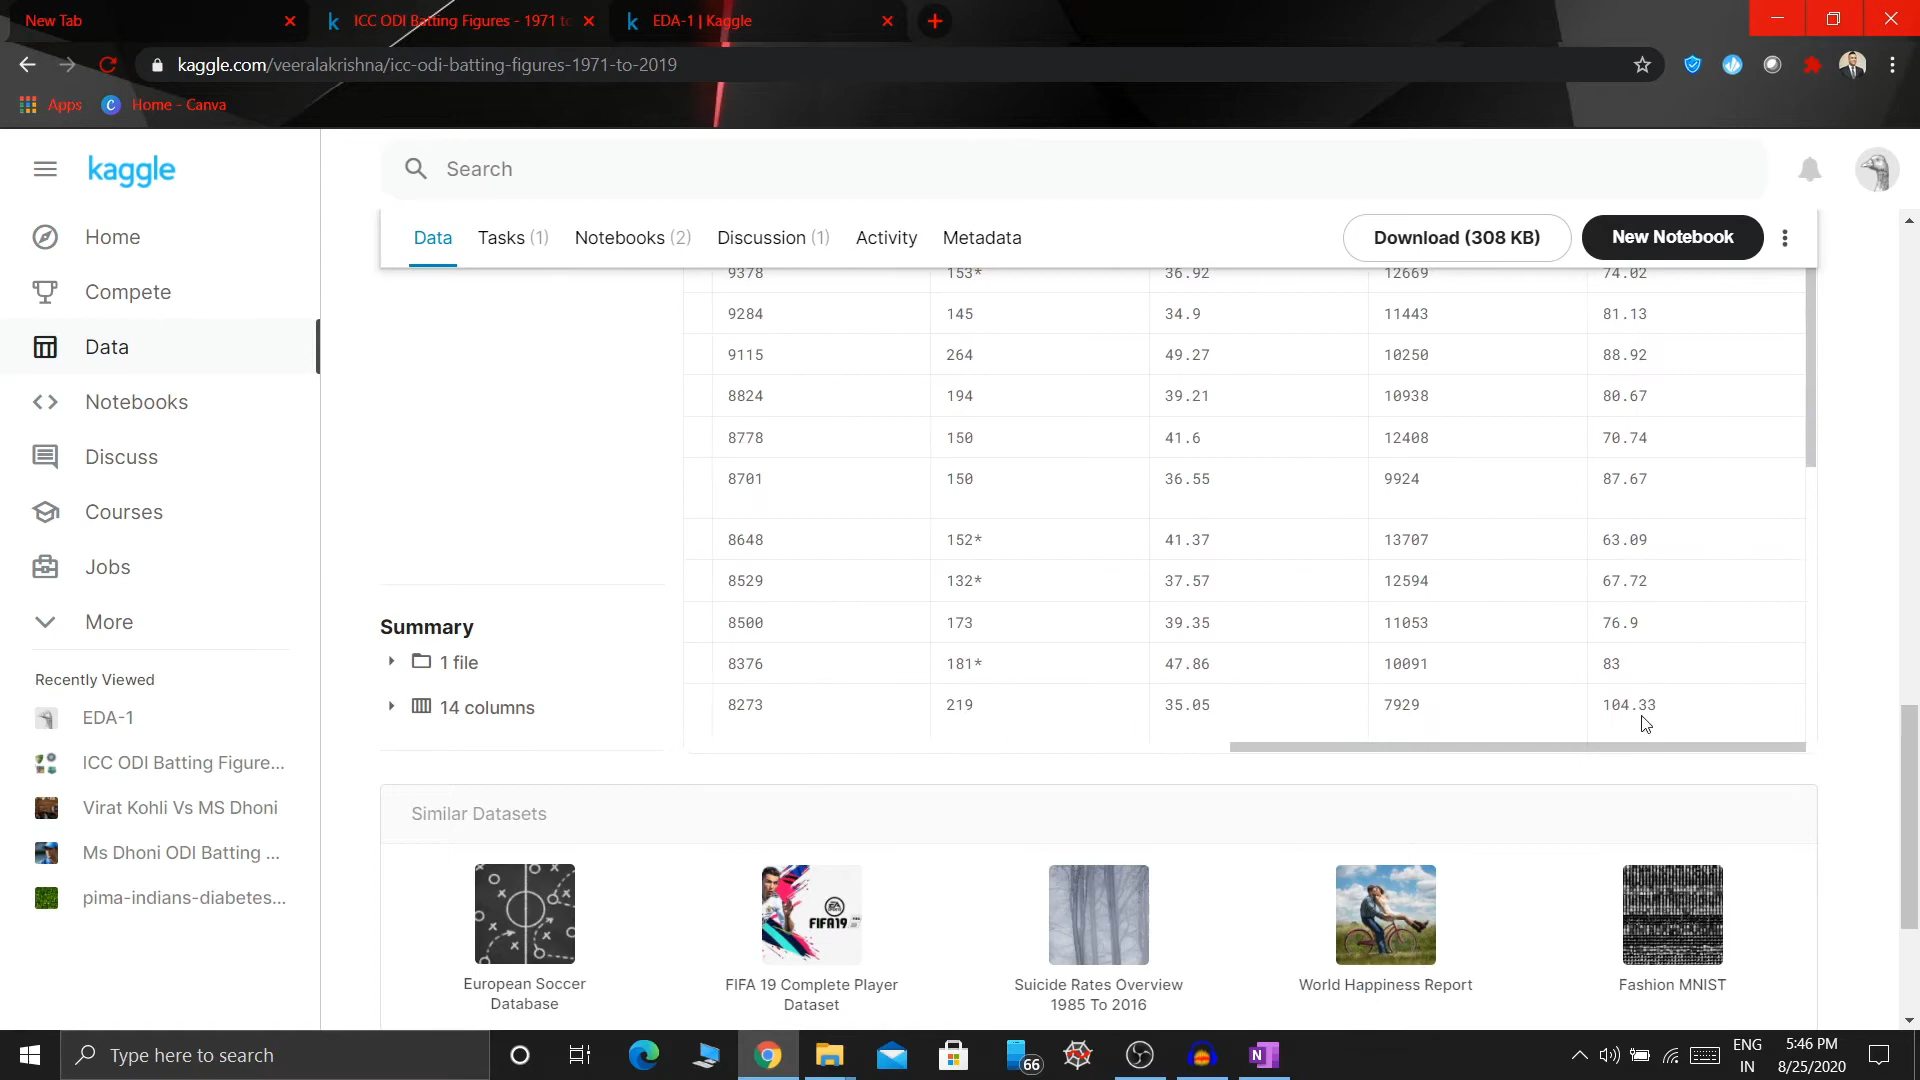 New Tab
ICC ODI Batting Figures - 1971 to
EDA-1 | Kaggle
kaggle.com/veeralakrishna/icc-odi-batting-figures-1971-to-2019
Apps
Home - Canva
kaggle
Search
Data
Tasks (1)
Notebooks (2)
Discussion (1)
Activity
Metadata
Download (308 KB)
New Notebook
Home
Compete
Data
Notebooks
Discuss
Courses
Jobs
More
Recently Viewed
EDA-1
ICC ODI Batting Figure...
Virat Kohli Vs MS Dhoni
Ms Dhoni ODI Batting ...
pima-indians-diabetes...
Summary
1 file
14 columns
9378 153* 36.92 12669 74.02
9284 145 34.9 11443 81.13
9115 264 49.27 10250 88.92
8824 194 39.21 10938 80.67
8778 150 41.6 12408 70.74
8701 150 36.55 9924 87.67
8648 152* 41.37 13707 63.09
8529 132* 37.57 12594 67.72
8500 173 39.35 11053 76.9
8376 181* 47.86 10091 83
8273 219 35.05 7929 104.33
Similar Datasets
FIFA19
European Soccer
Database
FIFA 19 Complete Player
Dataset
Suicide Rates Overview
1985 To 2016
World Happiness Report
Fashion MNIST
Type here to search
66
ENG
IN
5:46 PM
8/25/2020